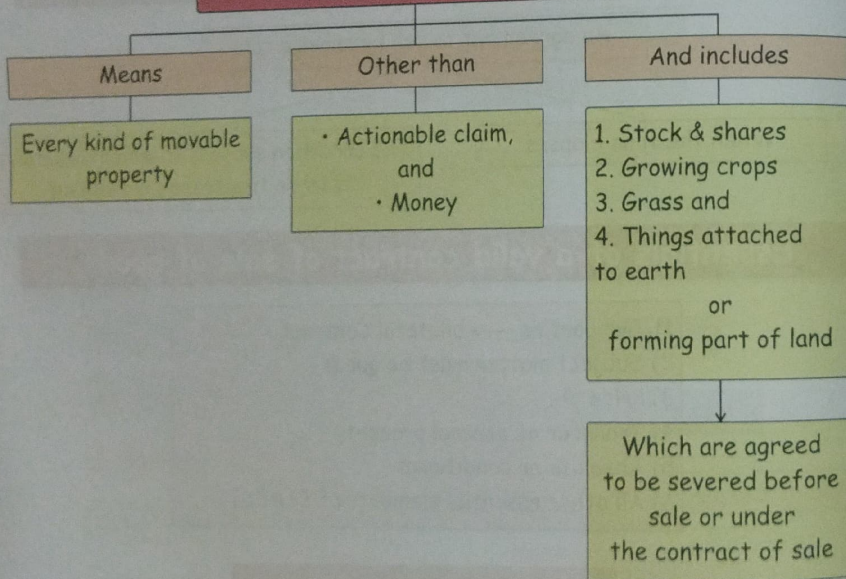 Means
Every kind of movable
property
Other than
• Actionable claim,
and
• Money
And includes
1. Stock & shares
2. Growing crops
3. Grass and
4. Things attached
to earth
or
forming part of land
Which are agreed
to be severed before
sale or under
the contract of sale